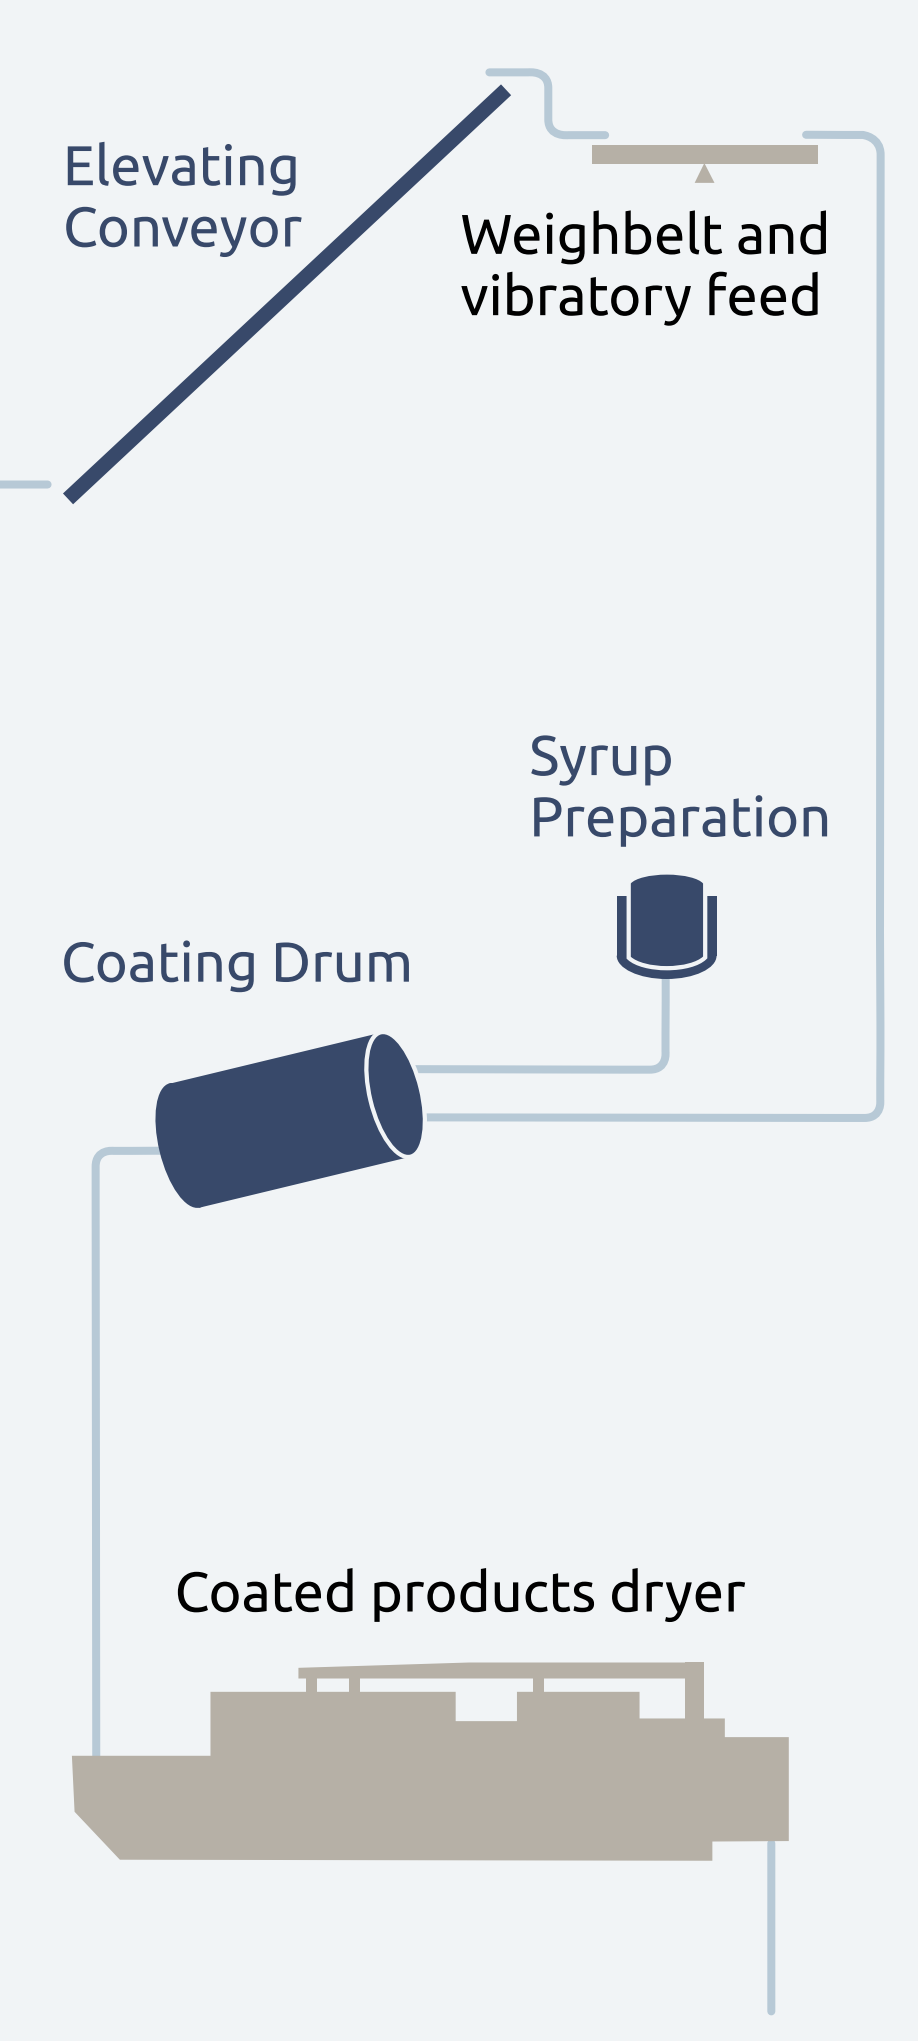 Elevating
Conveyor
Weighbelt and
vibratory feed
Syrup
Preparation
Coating Drum
Coated products dryer